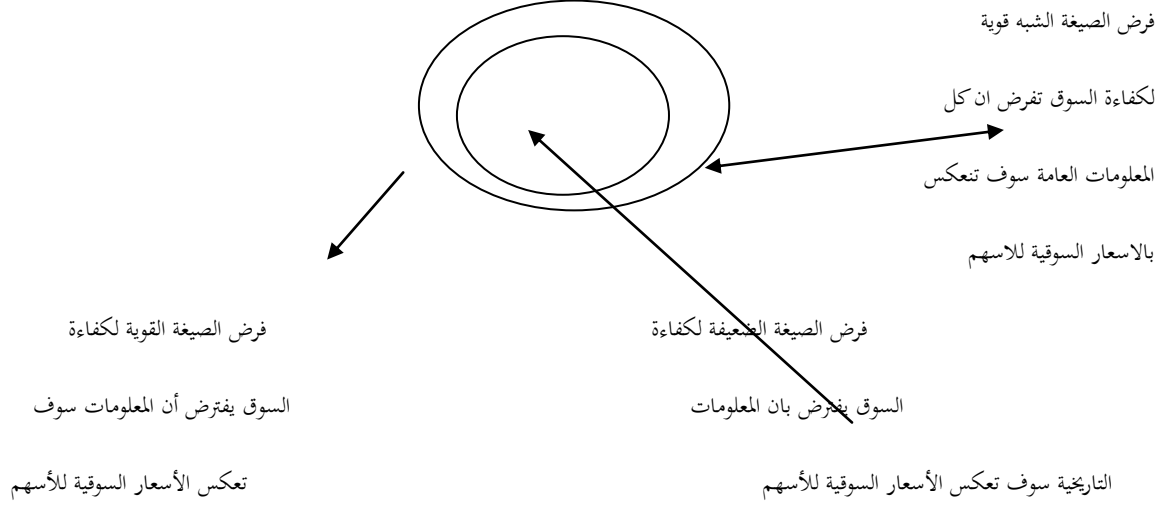 فرض الصيغة الشبه قوية
لكفاءة السوق تفرض ان كل
المعلومات العامة سوف تنعكس
بالاسعار السوقية للاسهم
فرض الصيغة الضعيفة لكفاءة
السوق يفترض بان المعلومات
التاريخية سوف تعكس الأسعار السوقية للأسهم
فرض الصيغة القوية لكفاءة
السوق يفترض أن المعلومات سوف
تعكس الأسعار السوقية للأسهم